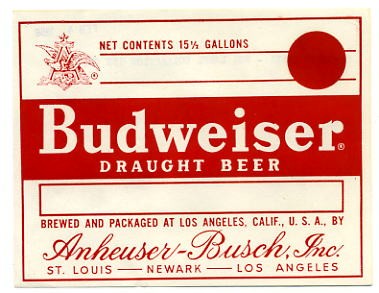 NET CONTENTS 15½ GALLONS
Budweiser®
DRAUGHT BEER
BREWED AND PACKAGED AT LOS ANGELES, CALIF., U. S. A., BY
Anheuser-Busch, Inc.
ST. LOUIS — NEWARK — LOS ANGELES